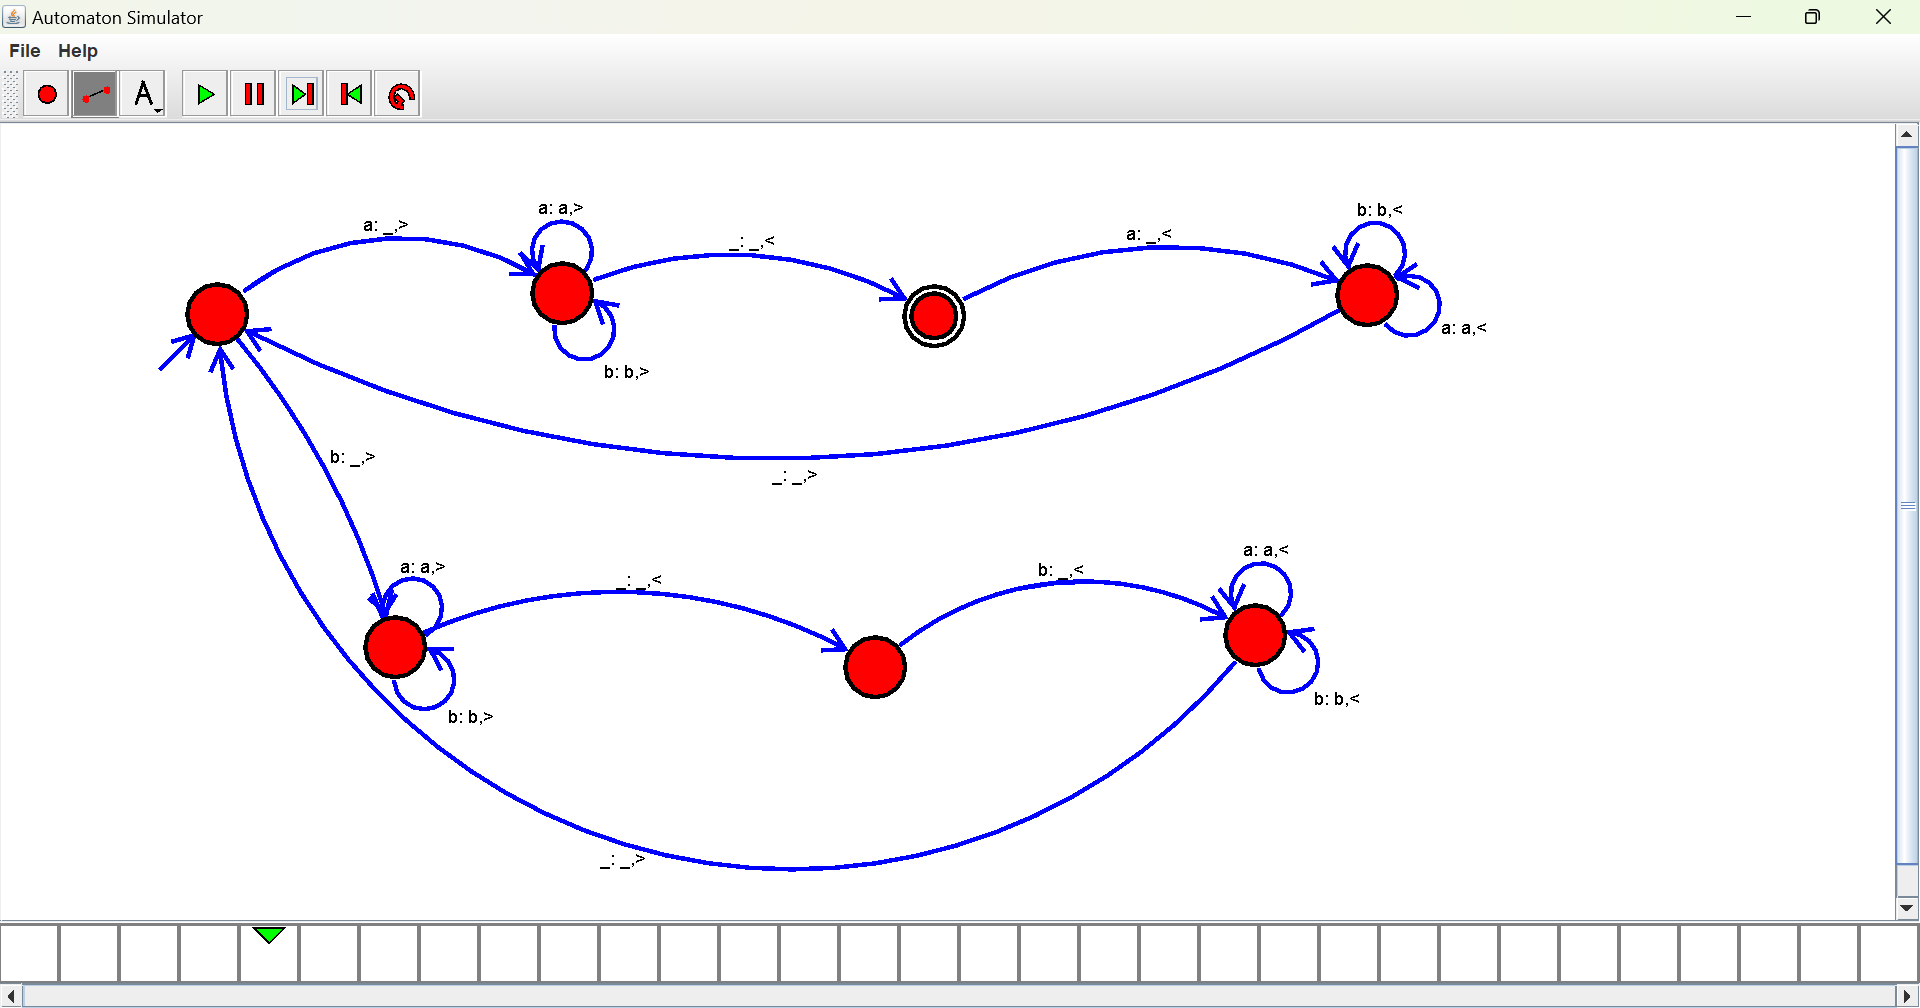 Automaton Simulator
File Help
A
a: a,>
b: b,<
a: _,>
_: _,<
a: _,<
a: a,<
b: b,>
b: _,>
_: _,>
a: a,<
a: a,>
b: _,<
_: _,<
b: b,<
b: b,>
_: _,>